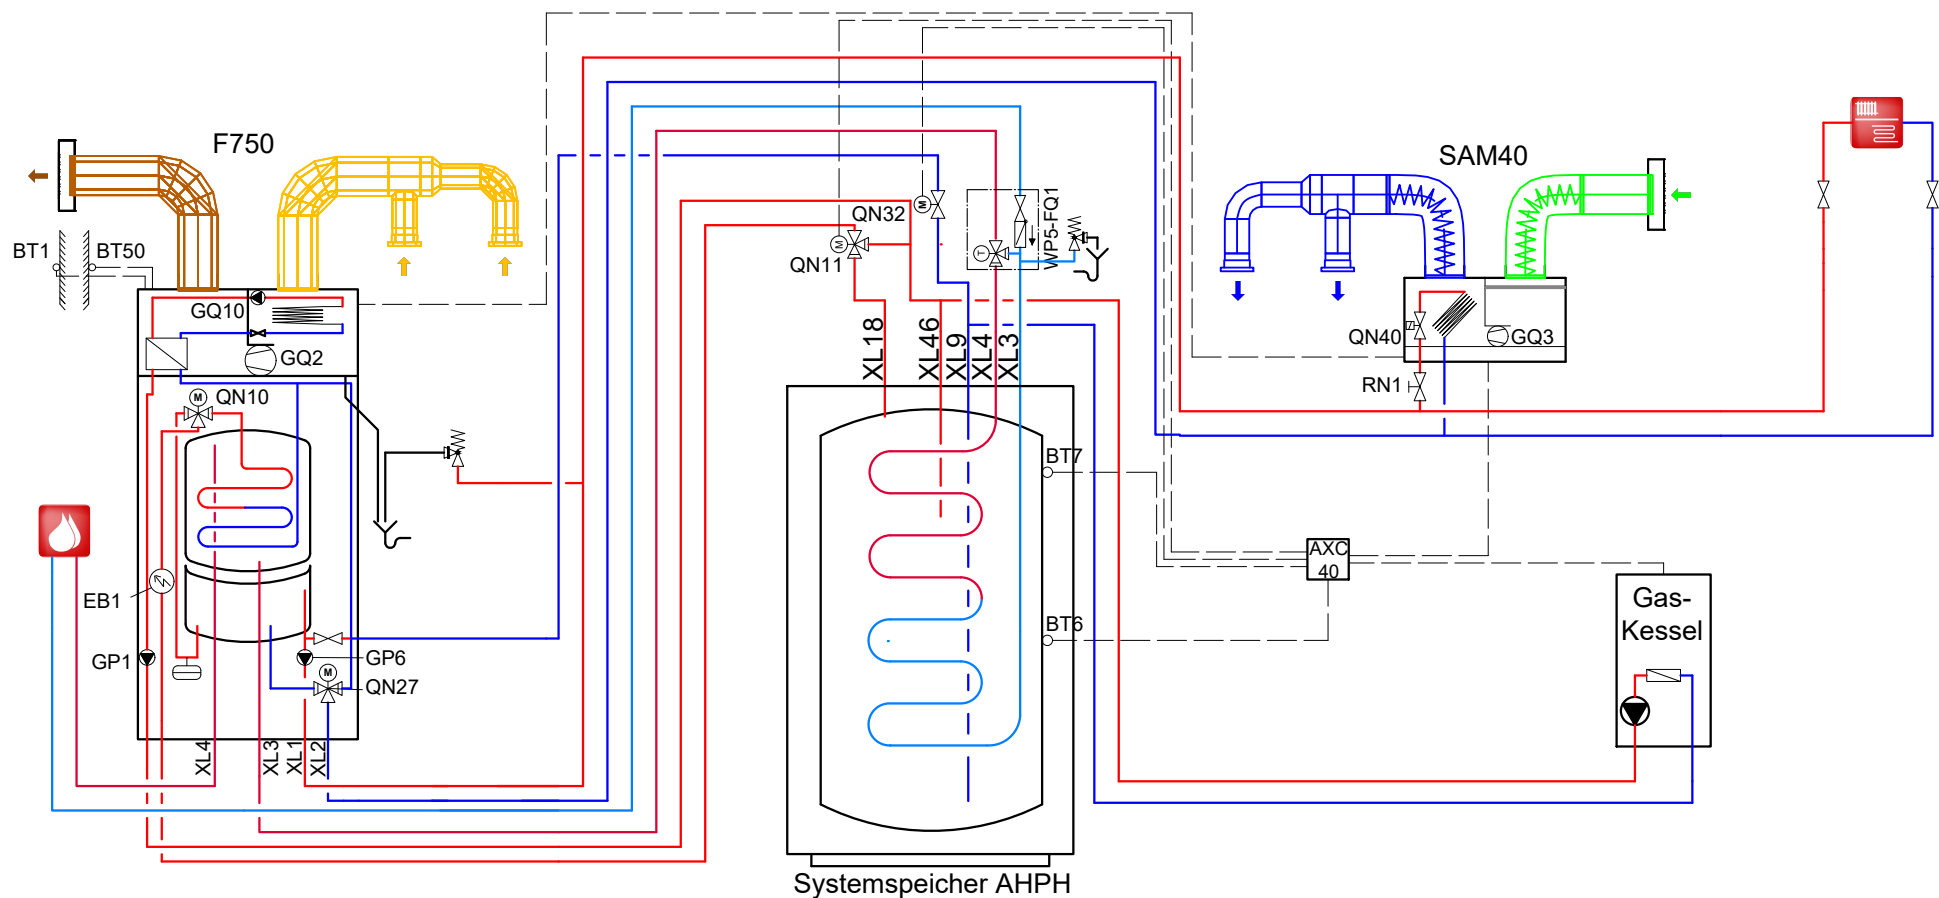 F750
SAM40
BT1
BT50
QN32
WP5-FQ1
QN11
GQ10
GQ2
QN40
GQ3
RN1
XL18
XL46
XL9
XL4
XL3
M
QN10
M
M
T
BT7
AXC
40
EB1
BT6
Gas-
Kessel
GP1
GP6
M
QN27
XL4
XL3
XL1
XL2
Systemspeicher AHPH